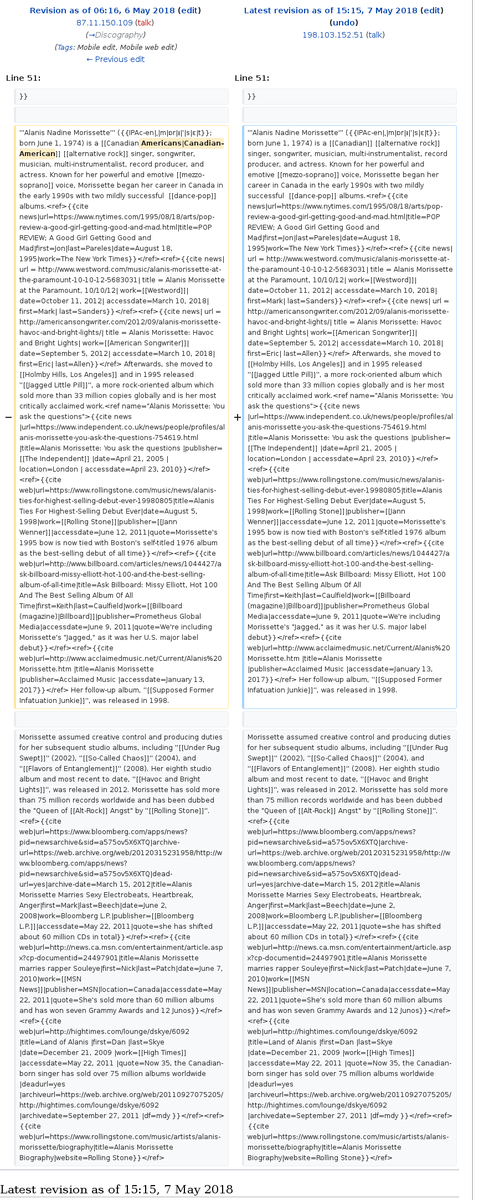 Revision as of 06:16, 6 May 2018 (edit)
87.11.150.109 (talk)
(→Discography)
(Tags: Mobile edit, Mobile web edit)
← Previous edit
Latest revision as of 15:15, 7 May 2018 (edit)
(undo)
198.103.152.51 (talk)
Line 51:
Line 51:
}}
}}
−
'''Alanis Nadine Morissette''' ({{IPAc-en|,|m|ɒr|ɪ|ˈ|s|ɛ|t}};
born June 1, 1974) is a [[Canadian Americans|Canadian-
American]] [[alternative rock]] singer, songwriter,
musician, multi-instrumentalist, record producer, and
actress. Known for her powerful and emotive [[mezzo-
soprano]] voice, Morissette began her career in Canada in
the early 1990s with two mildly successful  [[dance-pop]]
albums.<ref>{{cite
news|url=https://www.nytimes.com/1995/08/18/arts/pop-
review-a-good-girl-getting-good-and-mad.html|title=POP
REVIEW; A Good Girl Getting Good and
Mad|first=Jon|last=Pareles|date=August 18,
1995|work=The New York Times}}</ref><ref>{{cite news|
url = http://www.westword.com/music/alanis-morissette-at-
the-paramount-10-10-12-5683031| title = Alanis Morissette
at the Paramount, 10/10/12| work=[[Westword]]|
date=October 11, 2012| accessdate=March 10, 2018|
first=Mark| last=Sanders}}</ref><ref>{{cite news| url =
http://americansongwriter.com/2012/09/alanis-morissette-
havoc-and-bright-lights/| title = Alanis Morissette: Havoc
and Bright Lights| work=[[American Songwriter]]|
date=September 5, 2012| accessdate=March 10, 2018|
first=Eric| last=Allen}}</ref> Afterwards, she moved to
[[Holmby Hills, Los Angeles]] and in 1995 released
''[[Jagged Little Pill]]'', a more rock-oriented album which
sold more than 33 million copies globally and is her most
critically acclaimed work.<ref name="Alanis Morissette: You
ask the questions">{{cite news
|url=https://www.independent.co.uk/news/people/profiles/al
anis-morissette-you-ask-the-questions-754619.html
|title=Alanis Morissette: You ask the questions |publisher=
[[The Independent]] |date=April 21, 2005 |
location=London | accessdate=April 23, 2010}}</ref>
<ref>{{cite
web|url=https://www.rollingstone.com/music/news/alanis-
ties-for-highest-selling-debut-ever-19980805|title=Alanis
Ties For Highest-Selling Debut Ever|date=August 5,
1998|work=[[Rolling Stone]]|publisher=[[Jann
Wenner]]|accessdate=June 12, 2011|quote=Morissette's
1995 bow is now tied with Boston's self-titled 1976 album
as the best-selling debut of all time}}</ref><ref>{{cite
web|url=http://www.billboard.com/articles/news/1044427/a
sk-billboard-missy-elliott-hot-100-and-the-best-selling-
album-of-all-time|title=Ask Billboard: Missy Elliott, Hot 100
And The Best Selling Album Of All
Time|first=Keith|last=Caulfield|work=[[Billboard
(magazine)|Billboard]]|publisher=Prometheus Global
Media|accessdate=June 9, 2011|quote=We're including
Morissette's "Jagged," as it was her U.S. major label
debut}}</ref><ref>{{cite
web|url=http://www.acclaimedmusic.net/Current/Alanis%20
Morissette.htm |title=Alanis Morissette
|publisher=Acclaimed Music |accessdate=January 13,
2017}}</ref> Her follow-up album, ''[[Supposed Former
Infatuation Junkie]]'', was released in 1998.
+
'''Alanis Nadine Morissette''' ({{IPAc-en|,|m|ɒr|ɪ|ˈ|s|ɛ|t}};
born June 1, 1974) is a [[Canadian]] [[alternative rock]]
singer, songwriter, musician, multi-instrumentalist, record
producer, and actress. Known for her powerful and
emotive [[mezzo-soprano]] voice, Morissette began her
career in Canada in the early 1990s with two mildly
successful  [[dance-pop]] albums.<ref>{{cite
news|url=https://www.nytimes.com/1995/08/18/arts/pop-
review-a-good-girl-getting-good-and-mad.html|title=POP
REVIEW; A Good Girl Getting Good and
Mad|first=Jon|last=Pareles|date=August 18,
1995|work=The New York Times}}</ref><ref>{{cite news|
url = http://www.westword.com/music/alanis-morissette-at-
the-paramount-10-10-12-5683031| title = Alanis Morissette
at the Paramount, 10/10/12| work=[[Westword]]|
date=October 11, 2012| accessdate=March 10, 2018|
first=Mark| last=Sanders}}</ref><ref>{{cite news| url =
http://americansongwriter.com/2012/09/alanis-morissette-
havoc-and-bright-lights/| title = Alanis Morissette: Havoc
and Bright Lights| work=[[American Songwriter]]|
date=September 5, 2012| accessdate=March 10, 2018|
first=Eric| last=Allen}}</ref> Afterwards, she moved to
[[Holmby Hills, Los Angeles]] and in 1995 released
''[[Jagged Little Pill]]'', a more rock-oriented album which
sold more than 33 million copies globally and is her most
critically acclaimed work.<ref name="Alanis Morissette: You
ask the questions">{{cite news
|url=https://www.independent.co.uk/news/people/profiles/al
anis-morissette-you-ask-the-questions-754619.html
|title=Alanis Morissette: You ask the questions |publisher=
[[The Independent]] |date=April 21, 2005 |
location=London | accessdate=April 23, 2010}}</ref>
<ref>{{cite
web|url=https://www.rollingstone.com/music/news/alanis-
ties-for-highest-selling-debut-ever-19980805|title=Alanis
Ties For Highest-Selling Debut Ever|date=August 5,
1998|work=[[Rolling Stone]]|publisher=[[Jann
Wenner]]|accessdate=June 12, 2011|quote=Morissette's
1995 bow is now tied with Boston's self-titled 1976 album
as the best-selling debut of all time}}</ref><ref>{{cite
web|url=http://www.billboard.com/articles/news/1044427/a
sk-billboard-missy-elliott-hot-100-and-the-best-selling-
album-of-all-time|title=Ask Billboard: Missy Elliott, Hot 100
And The Best Selling Album Of All
Time|first=Keith|last=Caulfield|work=[[Billboard
(magazine)|Billboard]]|publisher=Prometheus Global
Media|accessdate=June 9, 2011|quote=We're including
Morissette's "Jagged," as it was her U.S. major label
debut}}</ref><ref>{{cite
web|url=http://www.acclaimedmusic.net/Current/Alanis%20
Morissette.htm |title=Alanis Morissette
|publisher=Acclaimed Music |accessdate=January 13,
2017}}</ref> Her follow-up album, ''[[Supposed Former
Infatuation Junkie]]'', was released in 1998.
Morissette assumed creative control and producing duties
for her subsequent studio albums, including ''[[Under Rug
Swept]]'' (2002), ''[[So-Called Chaos]]'' (2004), and
''[[Flavors of Entanglement]]'' (2008). Her eighth studio
album and most recent to date, ''[[Havoc and Bright
Lights]]'', was released in 2012. Morissette has sold more
than 75 million records worldwide and has been dubbed
the "Queen of [[Alt-Rock]] Angst" by ''[[Rolling Stone]]''.
<ref>{{cite
web|url=https://www.bloomberg.com/apps/news?
pid=newsarchive&sid=a575ov5X6XTQ|archive-
url=https://web.archive.org/web/20120315231958/http://w
ww.bloomberg.com/apps/news?
pid=newsarchive&sid=a575ov5X6XTQ|dead-
url=yes|archive-date=March 15, 2012|title=Alanis
Morissette Marries Sexy Electrobeats, Heartbreak,
Anger|first=Mark|last=Beech|date=June 2,
2008|work=Bloomberg L.P.|publisher=[[Bloomberg
L.P.]]|accessdate=May 22, 2011|quote=she has shifted
about 60 million CDs in total}}</ref><ref>{{cite
web|url=http://news.ca.msn.com/entertainment/article.asp
x?cp-documentid=24497901|title=Alanis Morissette
marries rapper Souleye|first=Nick|last=Patch|date=June 7,
2010|work=[[MSN
News]]|publisher=MSN|location=Canada|accessdate=May
22, 2011|quote=She's sold more than 60 million albums
and has won seven Grammy Awards and 12 Junos}}</ref>
<ref>{{cite
web|url=http://hightimes.com/lounge/dskye/6092
|title=Land of Alanis |first=Dan |last=Skye
|date=December 21, 2009 |work=[[High Times]]
|accessdate=May 22, 2011 |quote=Now 35, the Canadian-
born singer has sold over 75 million albums worldwide
|deadurl=yes
|archiveurl=https://web.archive.org/web/20110927075205/
http://hightimes.com/lounge/dskye/6092
|archivedate=September 27, 2011 |df=mdy }}</ref><ref>
{{cite
web|url=https://www.rollingstone.com/music/artists/alanis-
morissette/biography|title=Alanis Morissette
Biography|website=Rolling Stone}}</ref>
Morissette assumed creative control and producing duties
for her subsequent studio albums, including ''[[Under Rug
Swept]]'' (2002), ''[[So-Called Chaos]]'' (2004), and
''[[Flavors of Entanglement]]'' (2008). Her eighth studio
album and most recent to date, ''[[Havoc and Bright
Lights]]'', was released in 2012. Morissette has sold more
than 75 million records worldwide and has been dubbed
the "Queen of [[Alt-Rock]] Angst" by ''[[Rolling Stone]]''.
<ref>{{cite
web|url=https://www.bloomberg.com/apps/news?
pid=newsarchive&sid=a575ov5X6XTQ|archive-
url=https://web.archive.org/web/20120315231958/http://w
ww.bloomberg.com/apps/news?
pid=newsarchive&sid=a575ov5X6XTQ|dead-
url=yes|archive-date=March 15, 2012|title=Alanis
Morissette Marries Sexy Electrobeats, Heartbreak,
Anger|first=Mark|last=Beech|date=June 2,
2008|work=Bloomberg L.P.|publisher=[[Bloomberg
L.P.]]|accessdate=May 22, 2011|quote=she has shifted
about 60 million CDs in total}}</ref><ref>{{cite
web|url=http://news.ca.msn.com/entertainment/article.asp
x?cp-documentid=24497901|title=Alanis Morissette
marries rapper Souleye|first=Nick|last=Patch|date=June 7,
2010|work=[[MSN
News]]|publisher=MSN|location=Canada|accessdate=May
22, 2011|quote=She's sold more than 60 million albums
and has won seven Grammy Awards and 12 Junos}}</ref>
<ref>{{cite
web|url=http://hightimes.com/lounge/dskye/6092
|title=Land of Alanis |first=Dan |last=Skye
|date=December 21, 2009 |work=[[High Times]]
|accessdate=May 22, 2011 |quote=Now 35, the Canadian-
born singer has sold over 75 million albums worldwide
|deadurl=yes
|archiveurl=https://web.archive.org/web/20110927075205/
http://hightimes.com/lounge/dskye/6092
|archivedate=September 27, 2011 |df=mdy }}</ref><ref>
{{cite
web|url=https://www.rollingstone.com/music/artists/alanis-
morissette/biography|title=Alanis Morissette
Biography|website=Rolling Stone}}</ref>
Latest revision as of 15:15, 7 May 2018